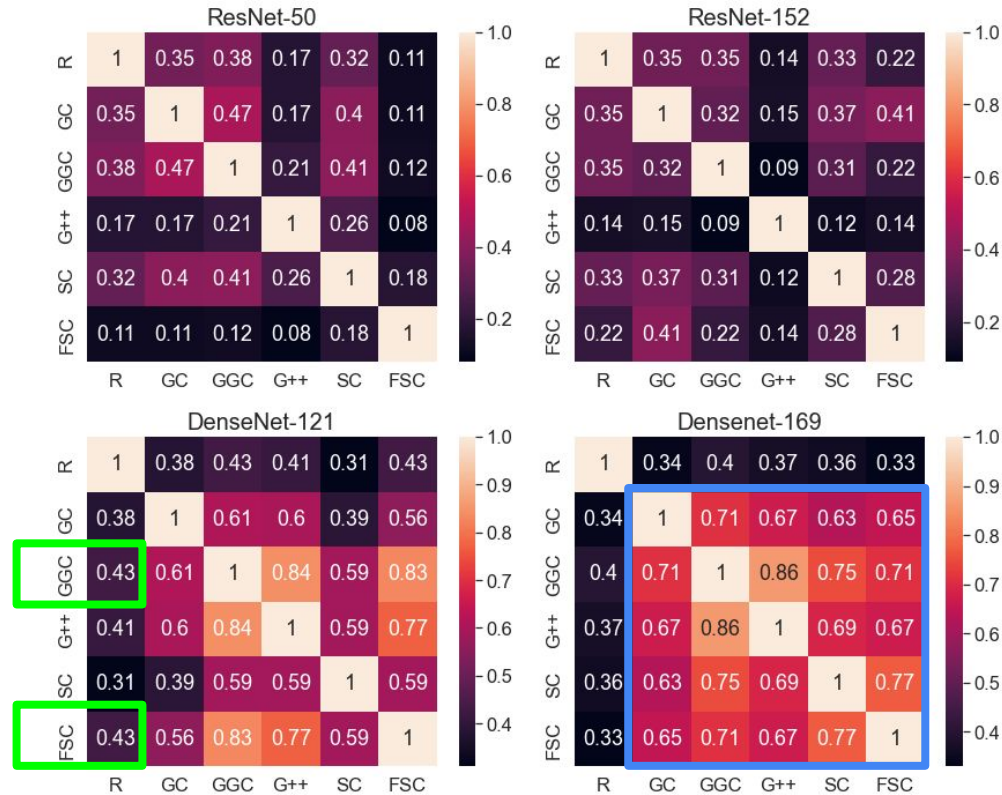 ResNet-50
R 1 0.35 0.38 0.17 0.32 0.11
GC 0.35 1 0.47 0.17 0.4 0.11
GGC 0.38 0.47 1 0.21 0.41 0.12
G++ 0.17 0.17 0.21 1 0.26 0.08
SC 0.32 0.4 0.41 0.26 1 0.18
FSC 0.11 0.11 0.12 0.08 0.18 1
R GC GGC G++ SC FSC
1.0
0.8
0.6
0.4
0.2
ResNet-152
R 1 0.35 0.35 0.14 0.33 0.22
GC 0.35 1 0.32 0.15 0.37 0.41
GGC 0.35 0.32 1 0.09 0.31 0.22
G++ 0.14 0.15 0.09 1 0.12 0.14
SC 0.33 0.37 0.31 0.12 1 0.28
FSC 0.22 0.41 0.22 0.14 0.28 1
R GC GGC G++ SC FSC
1.0
0.8
0.6
0.4
0.2
DenseNet-121
R 1 0.38 0.43 0.41 0.31 0.43
GC 0.38 1 0.61 0.6 0.39 0.56
GGC 0.43 0.61 1 0.84 0.59 0.83
G++ 0.41 0.6 0.84 1 0.59 0.77
SC 0.31 0.39 0.59 0.59 1 0.59
FSC 0.43 0.56 0.83 0.77 0.59 1
R GC GGC G++ SC FSC
1.0
0.9
0.8
0.7
0.6
0.5
0.4
Densenet-169
R 1 0.34 0.4 0.37 0.36 0.33
GC 0.34 1 0.71 0.67 0.63 0.65
GGC 0.4 0.71 1 0.86 0.75 0.71
G++ 0.37 0.67 0.86 1 0.69 0.67
SC 0.36 0.63 0.75 0.69 1 0.77
FSC 0.33 0.65 0.71 0.67 0.77 1
R GC GGC G++ SC FSC
1.0
0.9
0.8
0.7
0.6
0.5
0.4